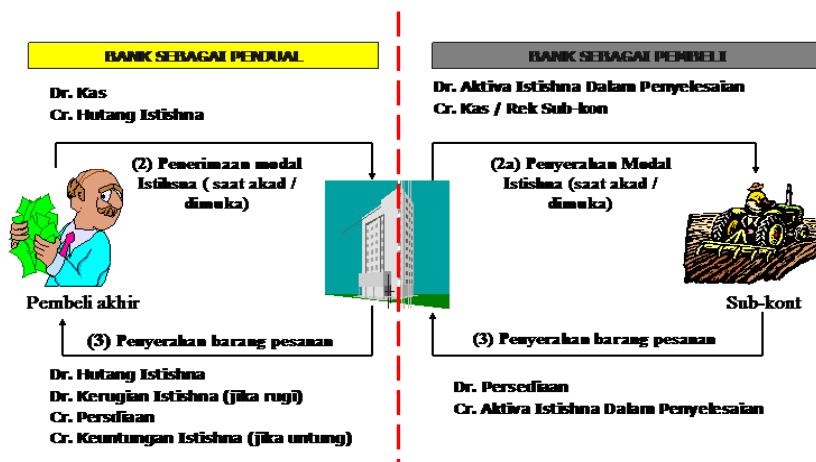 BANK SEBAGAI PENJUAL
Dr. Kas
Cr. Hutang Istishna
(2) Penerimaan modal
Istihsna ( saat akad /
dimuka)
Pembeli akhir
(3) Penyerahan barang pesanan
Dr. Hutang Istishna
Dr. Kerugian Istishna (jika rugi)
Cr. Persdiaan
Cr. Keuntungan Istishna (jika untung)
BANK SEBAGAI PEMBELI
Dr. Aktiva Istishna Dalam Penyelesaian
Cr. Kas / Rek Sub-kon
(2a) Penyerahan Modal
Istishna (saat akad /
dimuka)
Sub-kont
(3) Penyerahan barang pesanan
Dr. Persediaan
Cr. Aktiva Istishna Dalam Penyelesaian